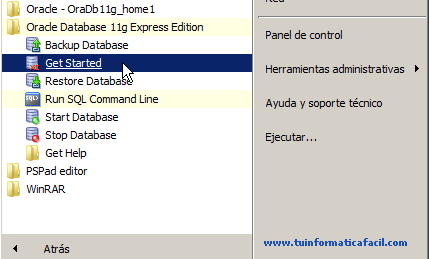 Oracle - OraDb11g_home1
Oracle Database 11g Express Edition
Backup Database
Get Started
Restore Database
Run SQL Command Line
Start Database
Stop Database
Get Help
PSPad editor
WinRAR
Atrás
Red
Panel de control
Herramientas administrativas
Ayuda y soporte técnico
Ejecutar...
www.tuinformaticafacil.com